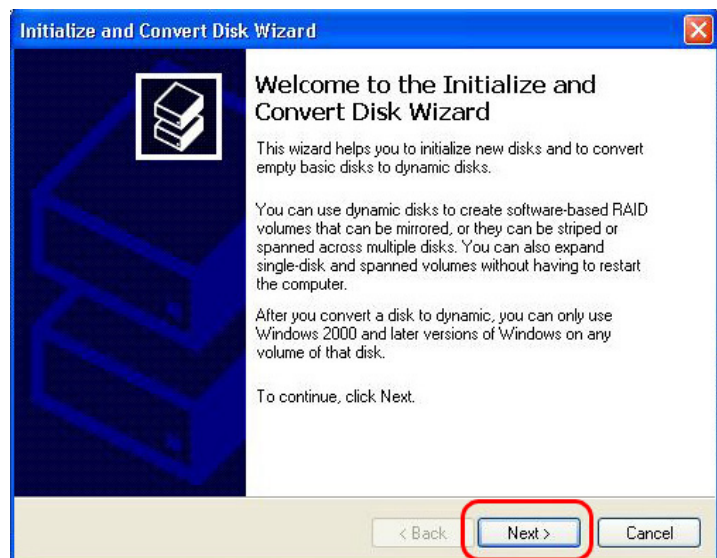 Initialize and Convert Disk Wizard
Welcome to the Initialize and
Convert Disk Wizard
This wizard helps you to initialize new disks and to convert
empty basic disks to dynamic disks.
You can use dynamic disks to create software-based RAID
volumes that can be mirrored, or they can be striped or
spanned across multiple disks. You can also expand
single-disk and spanned volumes without having to restart
the computer.
After you convert a disk to dynamic, you can only use
Windows 2000 and later versions of Windows on any
volume of that disk.
To continue, click Next.
< Back Next > Cancel